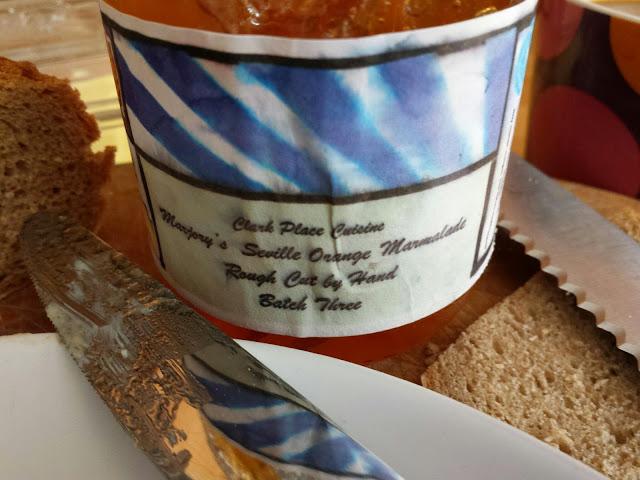 Clark Place Cuisine
Marjory's Seville Orange Marmalade
Rough Cut by Hand
Batch Three